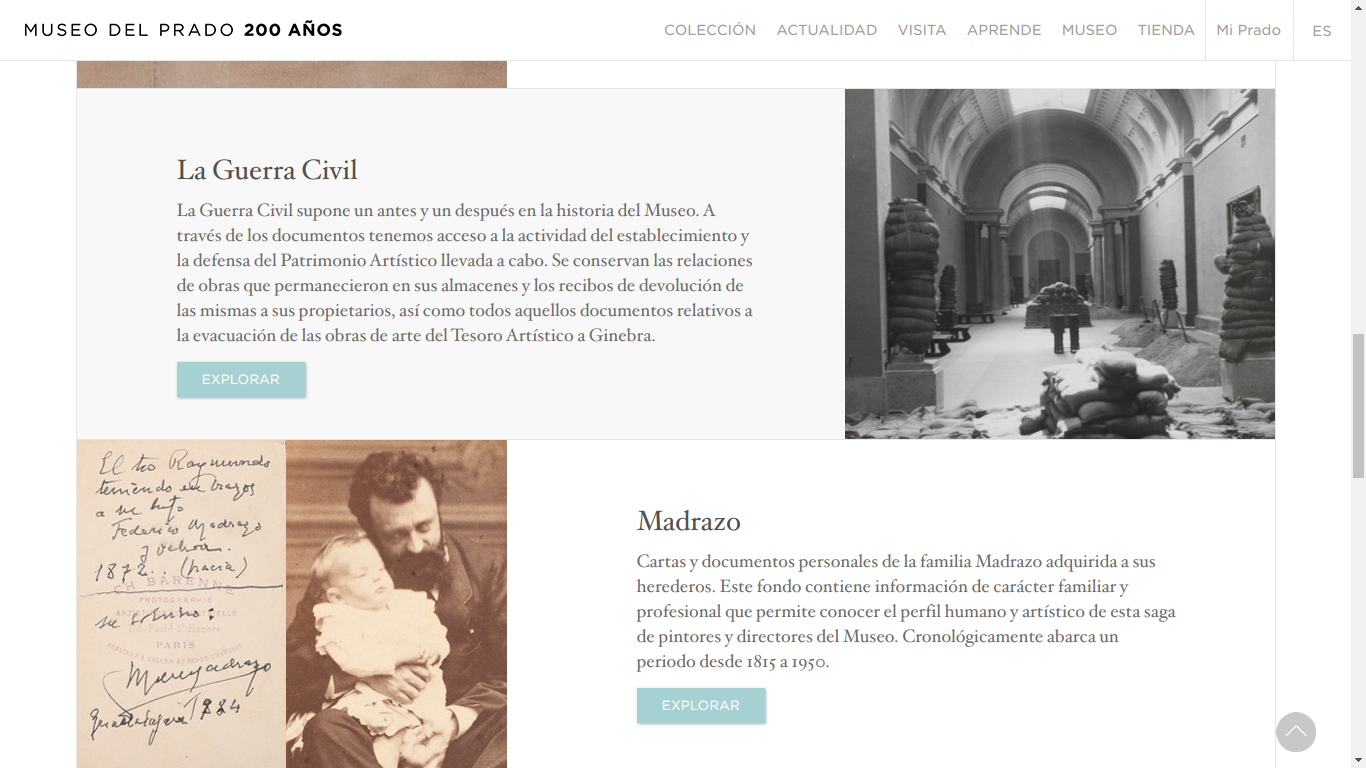 MUSEO DEL PRADO 200 AÑOS
COLECCIÓN ACTUALIDAD VISITA APRENDE MUSEO TIENDA Mi Prado ES
La Guerra Civil
La Guerra Civil supone un antes y un después en la historia del Museo. A
través de los documentos tenemos acceso a la actividad del establecimiento y
la defensa del Patrimonio Artístico llevada a cabo. Se conservan las relaciones
de obras que permanecieron en sus almacenes y los recibos de devolución de
las mismas a sus propietarios, así como todos aquellos documentos relativos a
la evacuación de las obras de arte del Tesoro Artístico a Ginebra.
EXPLORAR
El tio Raymundo
teniendo en brazos
a su hijo
Federico Madrazo
y Ochoa.
1872.. (hacia)
CH. BARENNE
PHOTOGRAPHIE
PARIS
Madrazo
Cartas y documentos personales de la familia Madrazo adquirida a sus
herederos. Este fondo contiene información de carácter familiar y
profesional que permite conocer el perfil humano y artístico de esta saga
de pintores y directores del Museo. Cronológicamente abarca un
periodo desde 1815 a 1950.
EXPLORAR